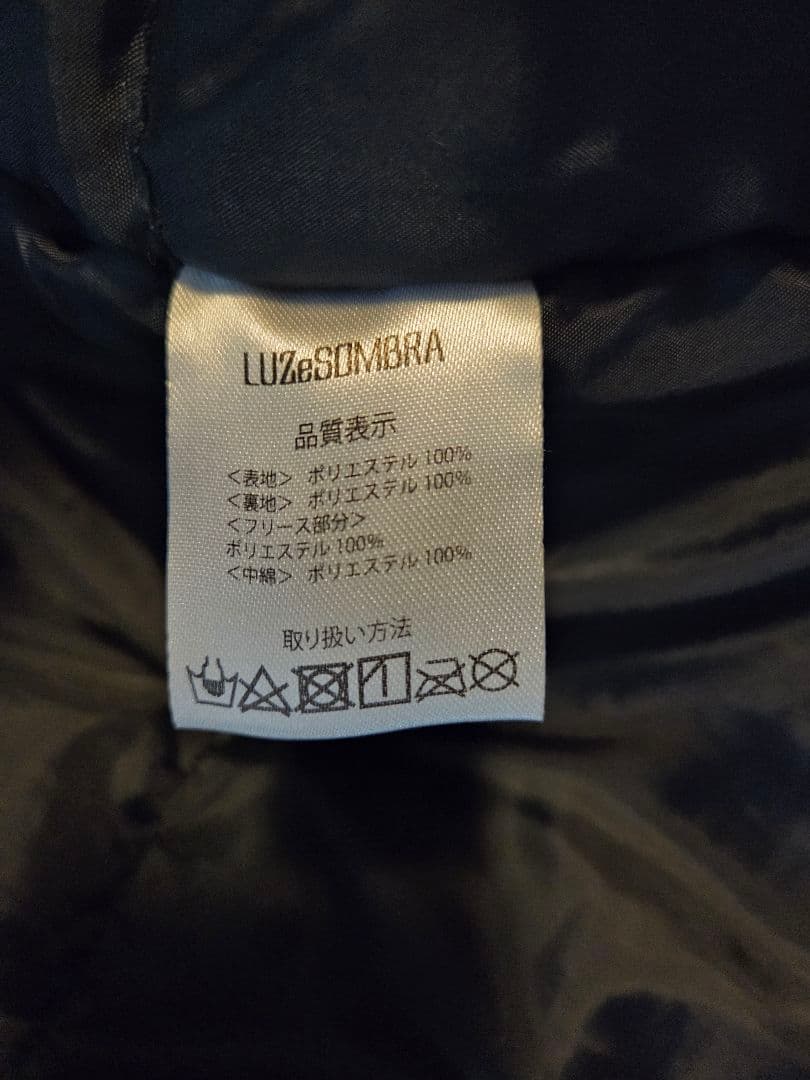 LUZeSOMBRA
品質表示
<表地> ポリエステル 100%
<裏地> ポリエステル 100%
<フリース部分>
ポリエステル 100%
<中綿> ポリエステル 100%
取り扱い方法